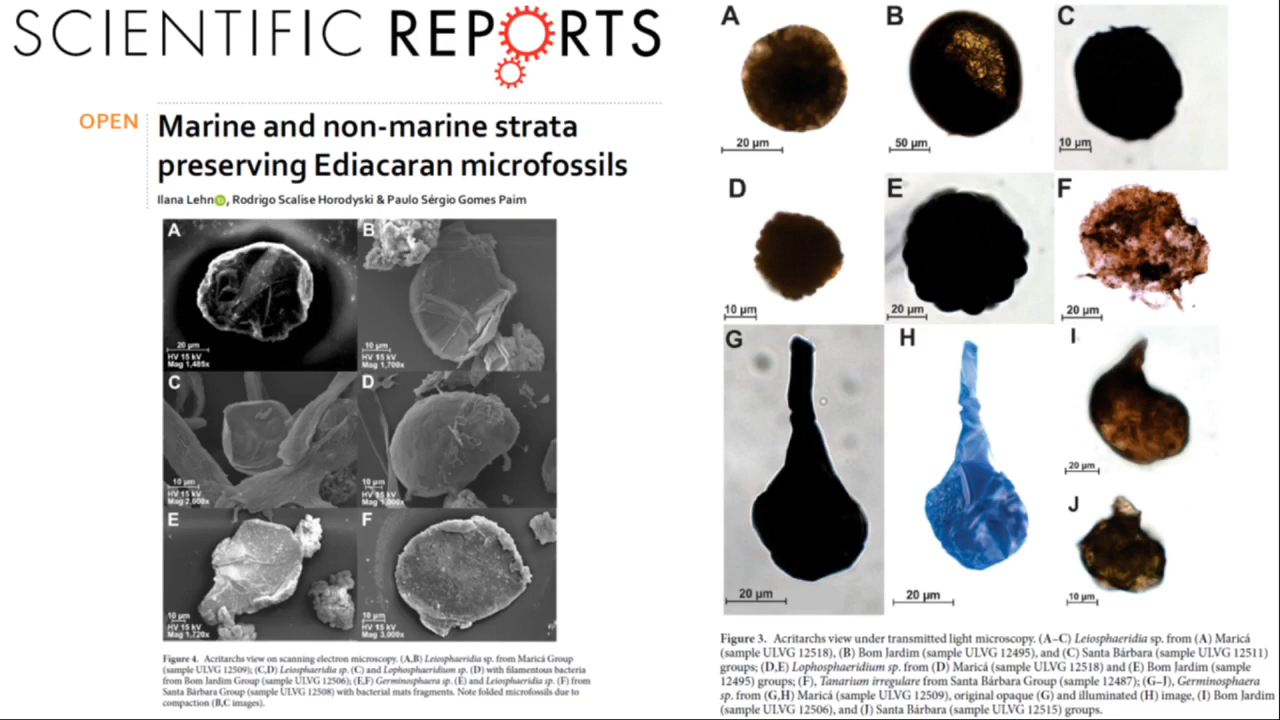 SCIENTIFIC REPORTS
OPEN
Marine and non-marine strata
preserving Ediacaran microfossils
Ilana Lehn, Rodrigo Scalise Horodyski & Paulo Sérgio Gomes Paim
A
20 µm
HV 15 kV
Mag 1,485x
B
10 µm
HV 15 kV
Mag 1,700x
C
10 µm
HV 15 kV
Mag 2,000x
D
10 µm
HV 15 kV
E
10 µm
HV 15 kV
Mag 1,720x
F
10 µm
HV 15 kV
Mag 3,000x
Figure 4. Acritarchs view on scanning electron microscopy. (A,B) Leiosphaeridia sp. from Maricá Group
(sample ULVG 12509); (C,D) Leiosphaeridia sp. (C) and Lophosphaeridium sp. (D) with filamentous bacteria
from Bom Jardim Group (sample ULVG 12506); (E,F) Germinosphaera sp. (E) and Leiosphaeridia sp. (F) from
Santa Bárbara Group (sample ULVG 12508) with bacterial mats fragments. Note folded microfossils due to
compaction (B,C images).
A
20 µm
B
50 µm
C
10 µm
D
10 µm
E
20 µm
F
20 µm
G
20 µm
H
20 µm
I
20 µm
J
10 µm
Figure 3. Acritarchs view under transmitted light microscopy. (A–C) Leiosphaeridia sp. from (A) Maricá
(sample ULVG 12518), (B) Bom Jardim (sample 12495), and (C) Santa Bárbara (sample ULVG 12511)
groups; (D,E) Lophosphaeridium sp. from (D) Maricá (sample ULVG 12518) and (E) Bom Jardim (sample
12495) groups; (F), Tanarium irregulare from Santa Bárbara Group (sample 12487); (G–J), Germinosphaera
sp. from (G,H) Maricá (sample ULVG 12509), original opaque (G) and illuminated (H) image, (I) Bom Jardim
(sample ULVG 12506), and (J) Santa Bárbara (sample ULVG 12515) groups.